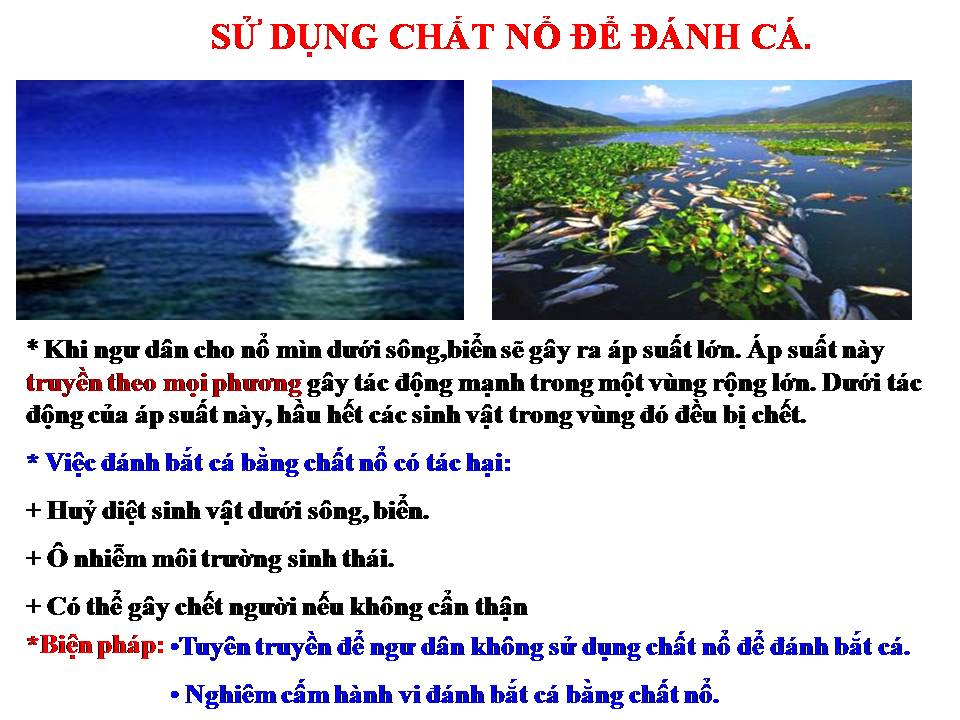 SỬ DỤNG CHẤT NỔ ĐỂ ĐÁNH CÁ.
* Khi ngư dân cho nổ mìn dưới sông,biển sẽ gây ra áp suất lớn. Áp suất này
truyền theo mọi phương gây tác động mạnh trong một vùng rộng lớn. Dưới tác
động của áp suất này, hầu hết các sinh vật trong vùng đó đều bị chết.
* Việc đánh bắt cá bằng chất nổ có tác hại:
+ Huỷ diệt sinh vật dưới sông, biển.
+ Ô nhiễm môi trường sinh thái.
+ Có thể gây chết người nếu không cẩn thận
*Biện pháp: •Tuyên truyền để ngư dân không sử dụng chất nổ để đánh bắt cá.
• Nghiêm cấm hành vi đánh bắt cá bằng chất nổ.